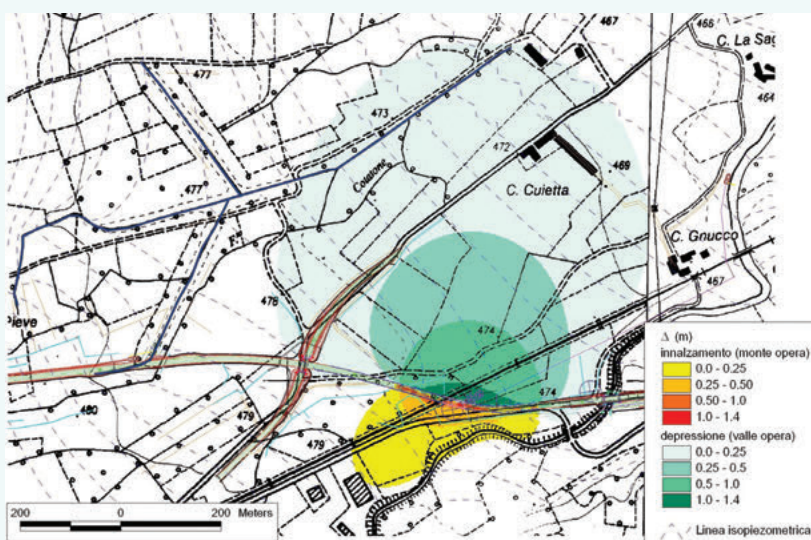 467
466
C. La Sag
464
477
473
472
C. Cuietta
469
Cotatone
477
C. Gnucco
467
478
474
Pieve
474
480
479
479
Δ (m)
innalzamento (monte opera)
0.0 - 0.25
0.25 - 0.50
0.50 - 1.0
1.0 - 1.4
depressione (valle opera)
0.0 - 0.25
0.25 - 0.5
0.5 - 1.0
1.0 - 1.4
Linea isopiezometrica
200 0 200 Meters